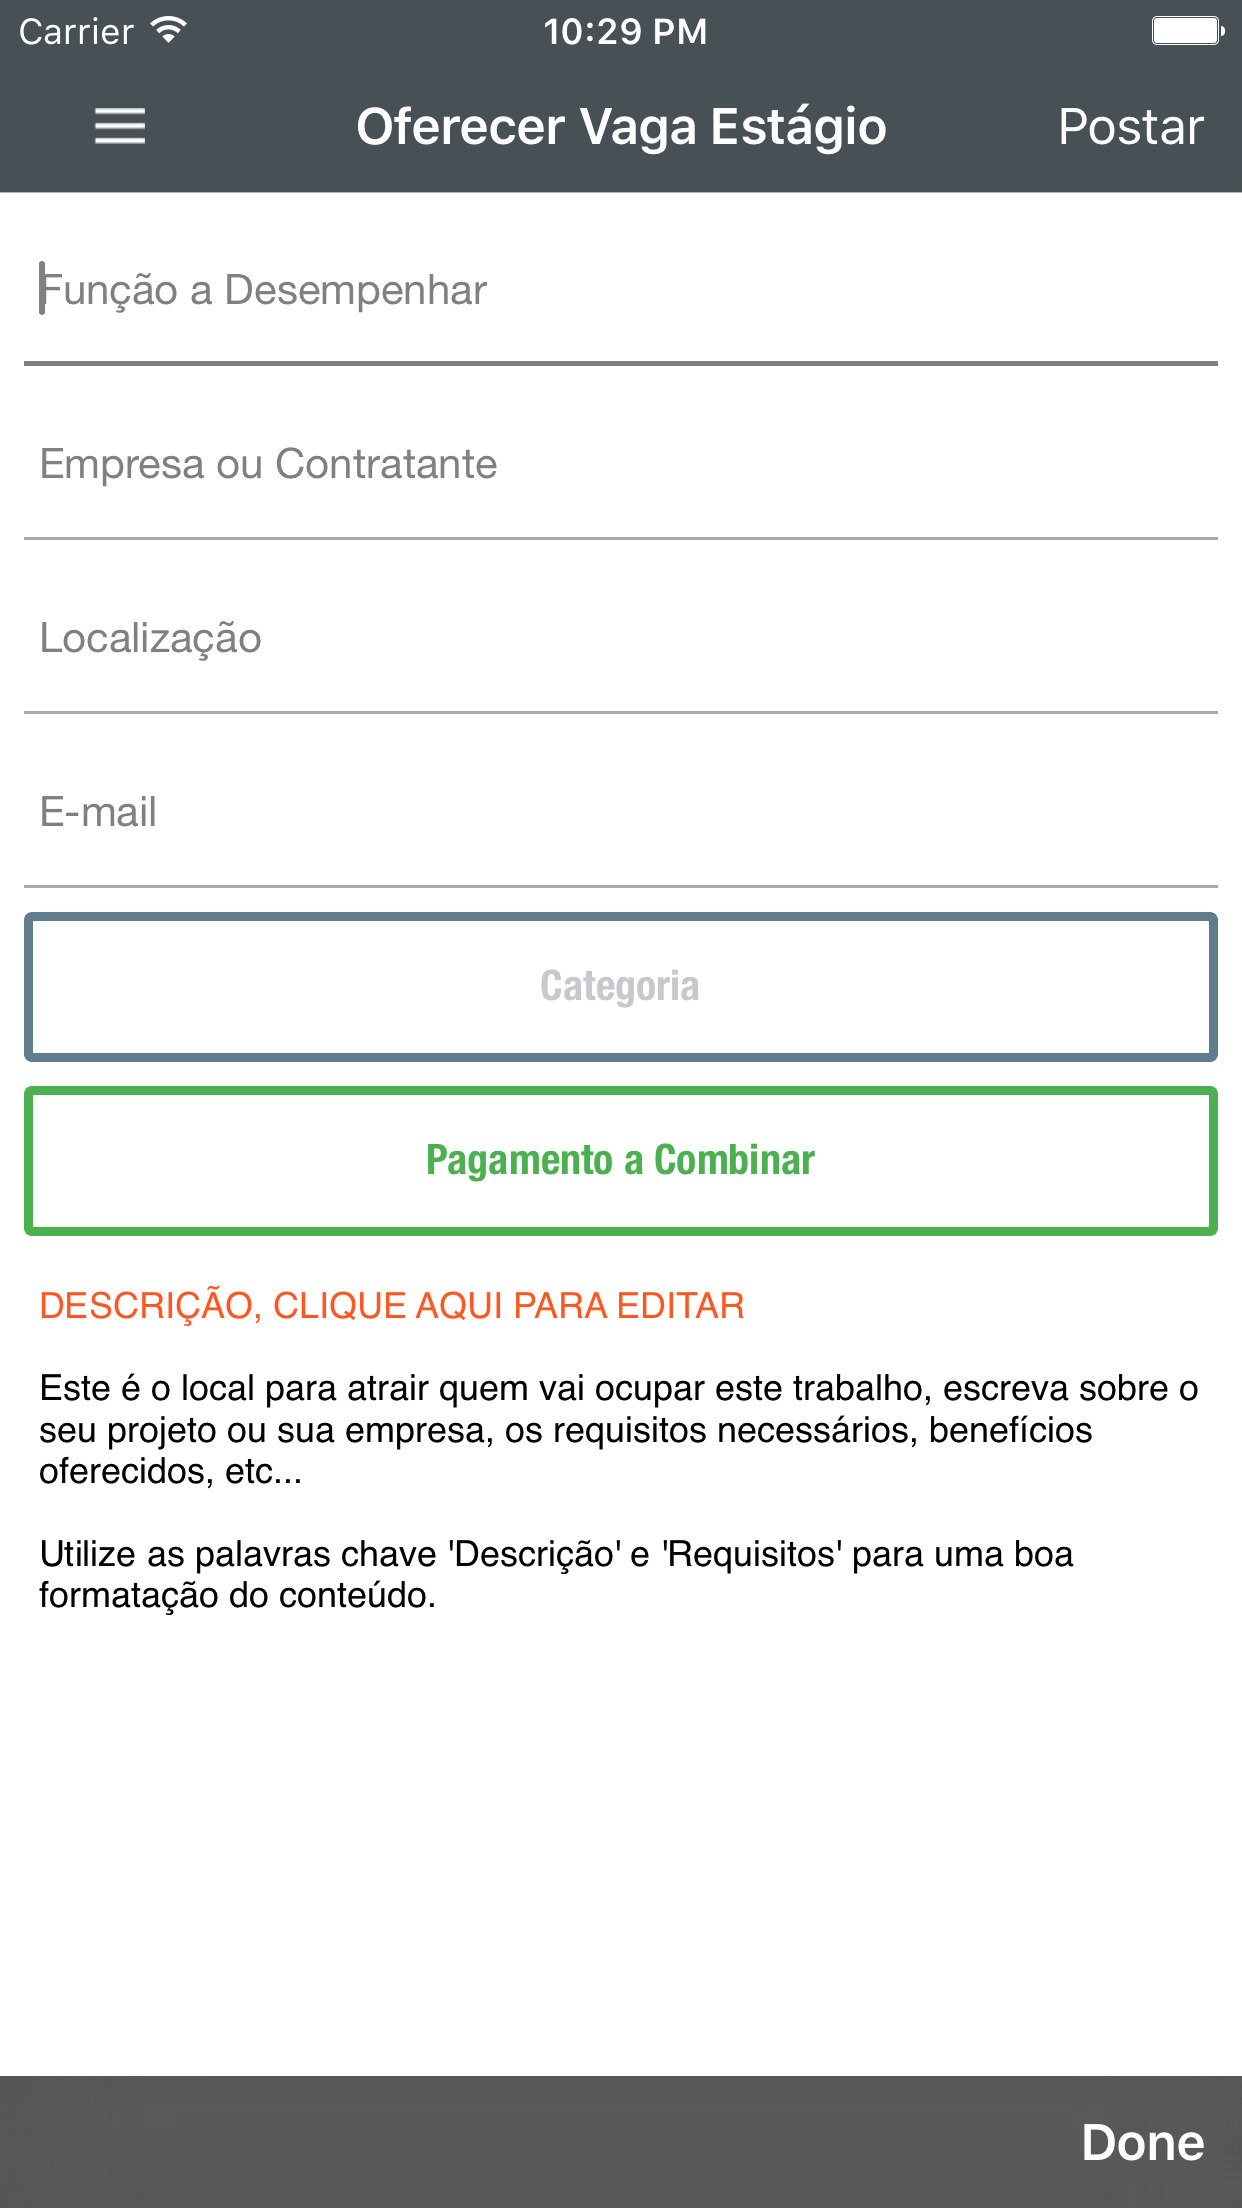 Carrier 10:29 PM
Oferecer Vaga Estágio Postar
Função a Desempenhar
Empresa ou Contratante
Localização
E-mail
Categoria
Pagamento a Combinar
DESCRIÇÃO, CLIQUE AQUI PARA EDITAR
Este é o local para atrair quem vai ocupar este trabalho, escreva sobre o
seu projeto ou sua empresa, os requisitos necessários, benefícios
oferecidos, etc...
Utilize as palavras chave 'Descrição' e 'Requisitos' para uma boa
formatação do conteúdo.
Done